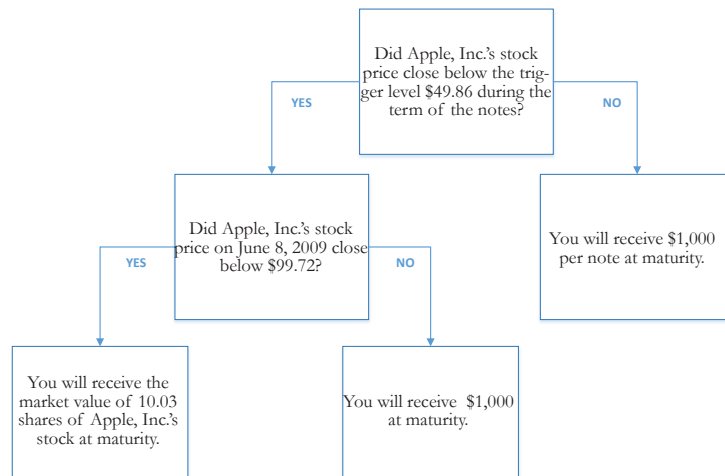 Did Apple, Inc.'s stock
price close below the trig-
ger level $49.86 during the
term of the notes?
YES
NO
Did Apple, Inc.'s stock
price on June 8, 2009 close
below $99.72?
You will receive $1,000
per note at maturity.
YES
NO
You will receive the
market value of 10.03
shares of Apple, Inc.'s
stock at maturity.
You will receive $1,000
at maturity.